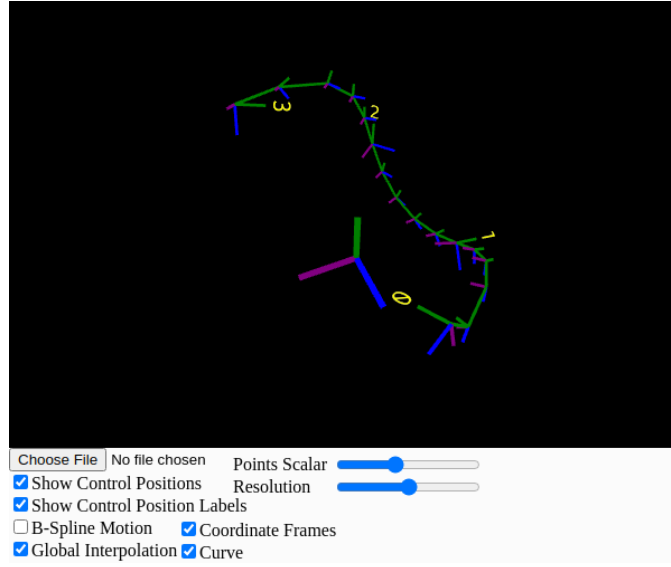 3
2
1
0
Choose File No file chosen Points Scalar
Show Control Positions Resolution
Show Control Position Labels
B-Spline Motion Coordinate Frames
Global Interpolation Curve